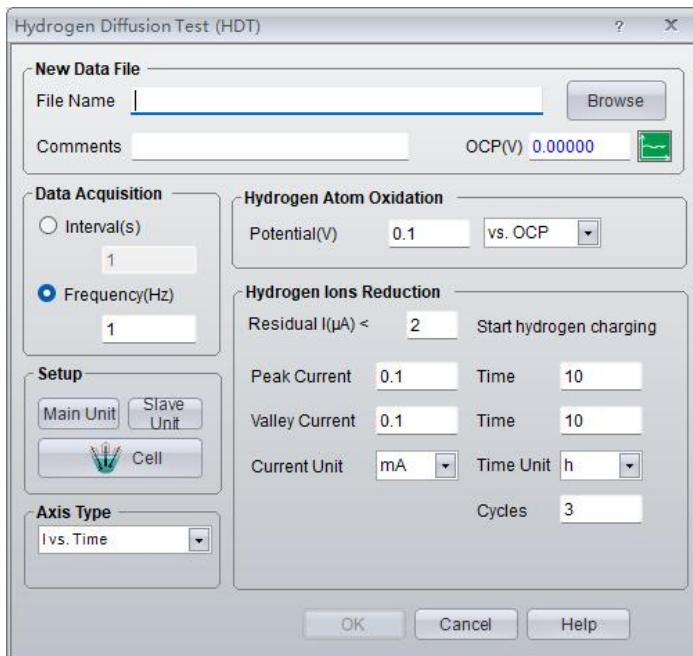 Hydrogen Diffusion Test (HDT) ? X
New Data File
File Name Browse
Comments OCP(V) 0.00000
Data Acquisition
Interval(s)
1
Frequency(Hz)
1
Setup
Main Unit Slave Unit
Cell
Axis Type
I vs. Time
Hydrogen Atom Oxidation
Potential(V) 0.1 vs. OCP
Hydrogen Ions Reduction
Residual I(µA) < 2 Start hydrogen charging
Peak Current 0.1 Time 10
Valley Current 0.1 Time 10
Current Unit mA Time Unit h
Cycles 3
OK Cancel Help